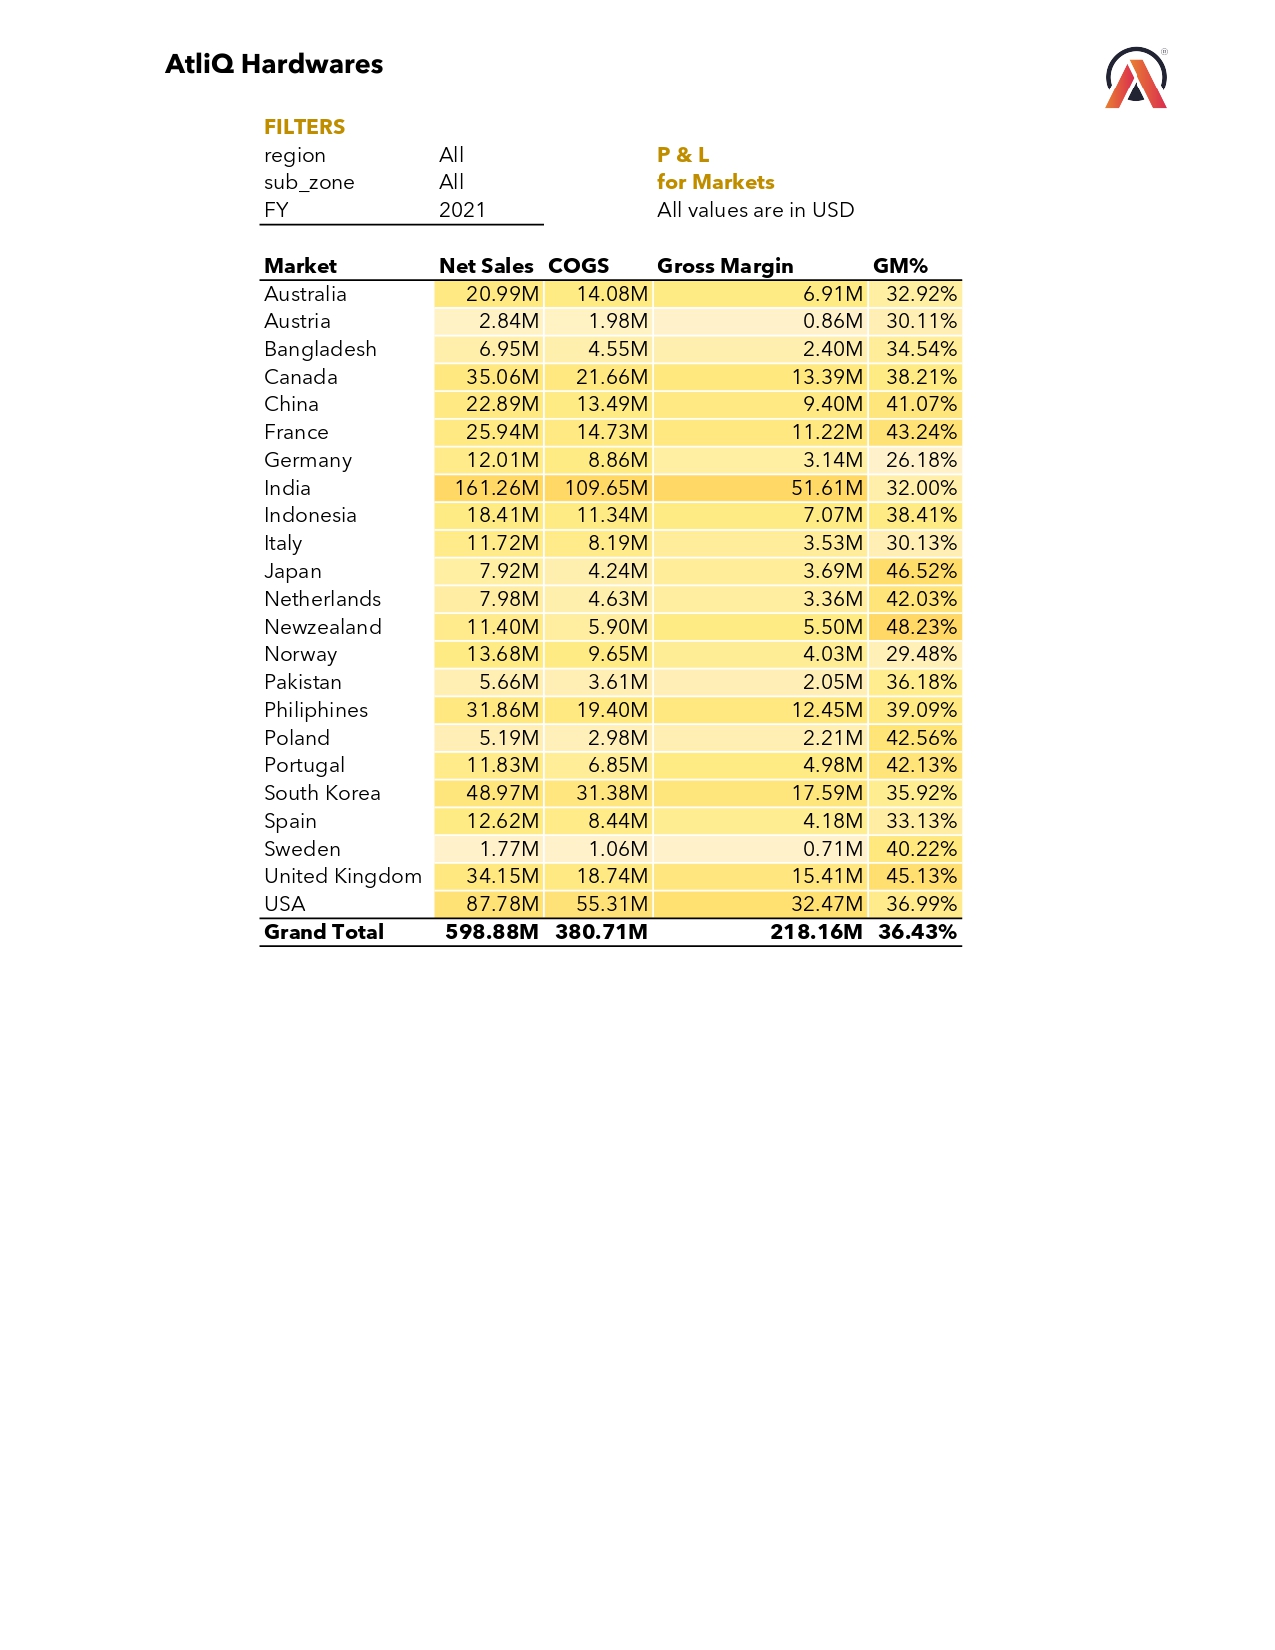 AtliQ Hardwares
®
FILTERS
region All P & L
sub_zone All for Markets
FY 2021 All values are in USD
Market Net Sales COGS Gross Margin GM%
Australia 20.99M 14.08M 6.91M 32.92%
Austria 2.84M 1.98M 0.86M 30.11%
Bangladesh 6.95M 4.55M 2.40M 34.54%
Canada 35.06M 21.66M 13.39M 38.21%
China 22.89M 13.49M 9.40M 41.07%
France 25.94M 14.73M 11.22M 43.24%
Germany 12.01M 8.86M 3.14M 26.18%
India 161.26M 109.65M 51.61M 32.00%
Indonesia 18.41M 11.34M 7.07M 38.41%
Italy 11.72M 8.19M 3.53M 30.13%
Japan 7.92M 4.24M 3.69M 46.52%
Netherlands 7.98M 4.63M 3.36M 42.03%
Newzealand 11.40M 5.90M 5.50M 48.23%
Norway 13.68M 9.65M 4.03M 29.48%
Pakistan 5.66M 3.61M 2.05M 36.18%
Philiphines 31.86M 19.40M 12.45M 39.09%
Poland 5.19M 2.98M 2.21M 42.56%
Portugal 11.83M 6.85M 4.98M 42.13%
South Korea 48.97M 31.38M 17.59M 35.92%
Spain 12.62M 8.44M 4.18M 33.13%
Sweden 1.77M 1.06M 0.71M 40.22%
United Kingdom 34.15M 18.74M 15.41M 45.13%
USA 87.78M 55.31M 32.47M 36.99%
Grand Total 598.88M 380.71M 218.16M 36.43%